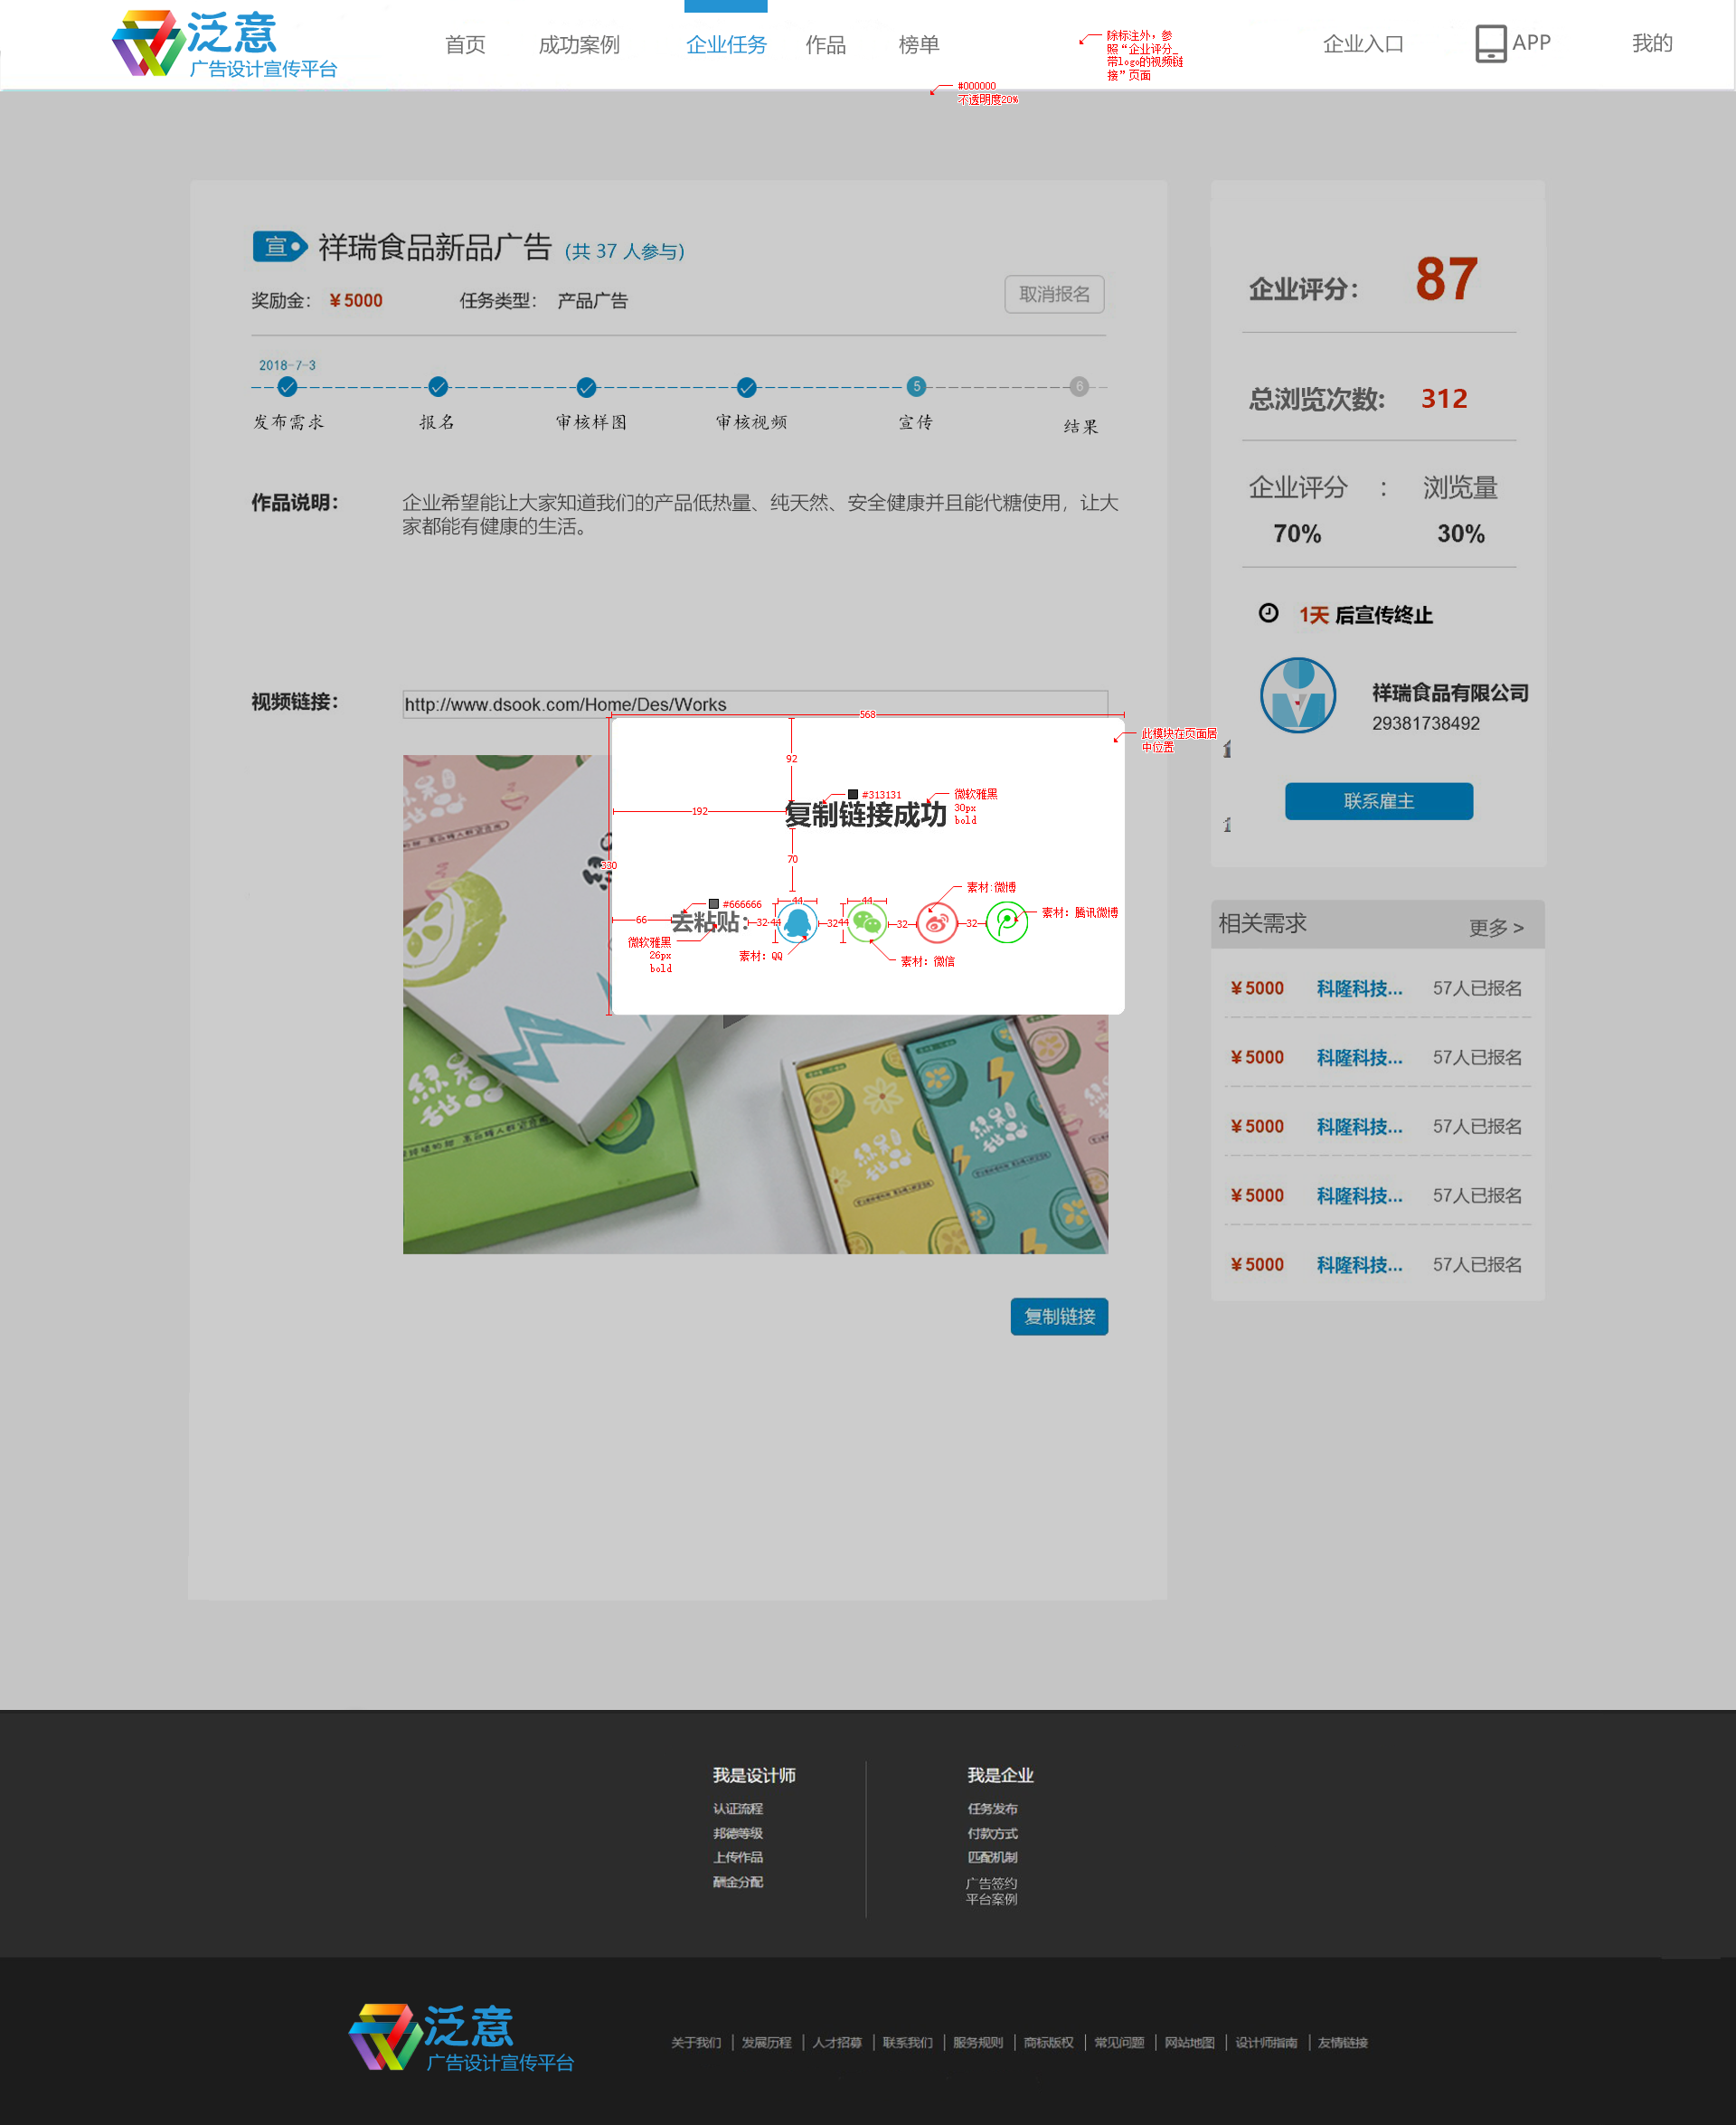 泛意
广告设计宣传平台
首页 成功案例 企业任务 作品 榜单
企业入口 APP 我的
除标注外，参
照“企业评分_
带logo的视频链
接”页面
#000000
不透明度20%
宣 祥瑞食品新品广告 (共 37 人参与)
奖励金： ¥5000 任务类型： 产品广告
取消报名
2018-7-3
5 6
发布需求 报名 审核样图 审核视频 宣传 结果
作品说明：
企业希望能让大家知道我们的产品低热量、纯天然、安全健康并且能代糖使用，让大
家都能有健康的生活。
视频链接：
http://www.dsook.com/Home/Des/Works
568
此模块在页面居
中位置
92
192
#313131
微软雅黑
30px
bold
复制链接成功
330
70
素材:微博
#666666
44 44
66
去粘贴：
32 44 32 44 32 32
素材：腾讯微博
微软雅黑
26px
bold
素材：QQ
素材：微信
绿呆
甜品
复制链接
企业评分： 87
总浏览次数: 312
企业评分 : 浏览量
70% 30%
1天 后宣传终止
祥瑞食品有限公司
29381738492
联系雇主
相关需求 更多 >
¥5000 科隆科技... 57人已报名
¥5000 科隆科技... 57人已报名
¥5000 科隆科技... 57人已报名
¥5000 科隆科技... 57人已报名
¥5000 科隆科技... 57人已报名
我是设计师
认证流程
邦德等级
上传作品
酬金分配
我是企业
任务发布
付款方式
匹配机制
广告签约
平台案例
泛意
广告设计宣传平台
关于我们 | 发展历程 | 人才招募 | 联系我们 | 服务规则 | 商标版权 | 常见问题 | 网站地图 | 设计师指南 | 友情链接